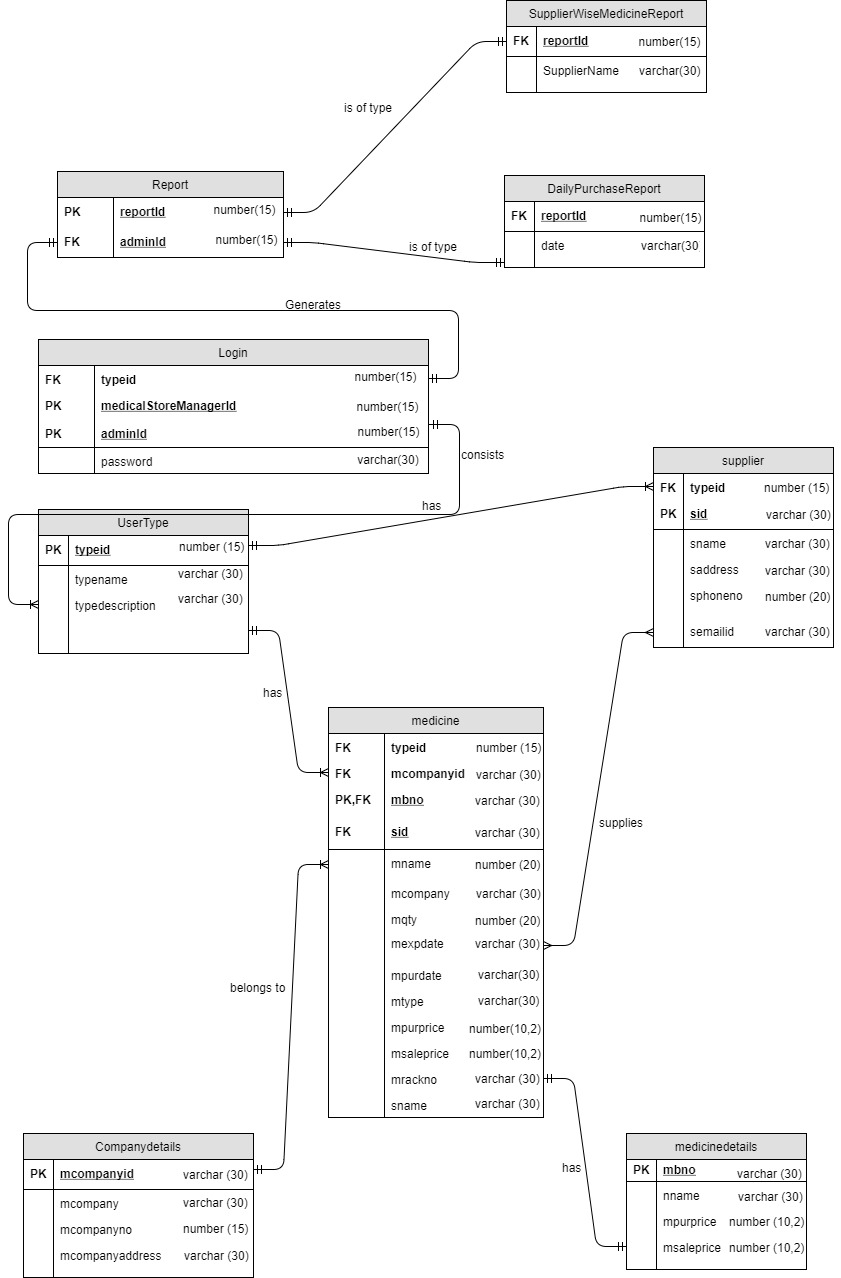 SupplierWiseMedicineReport
FK reportId number(15)
SupplierName varchar(30)
is of type
Report
PK reportId number(15)
FK adminId number(15)
DailyPurchaseReport
FK reportId number(15)
date varchar(30
is of type
Generates
Login
FK typeid number(15)
PK medicalStoreManagerId number(15)
PK adminId number(15)
password varchar(30)
consists
has
UserType
PK typeid number (15)
typename varchar (30)
typedescription varchar (30)
supplier
FK typeid number (15)
PK sid varchar (30)
sname varchar (30)
saddress varchar (30)
sphoneno number (20)
semailid varchar (30)
has
medicine
FK typeid number (15)
FK mcompanyid varchar (30)
PK,FK mbno varchar (30)
FK sid varchar (30)
mname number (20)
mcompany varchar (30)
mqty number (20)
mexpdate varchar (30)
mpurdate varchar(30)
mtype varchar(30)
mpurprice number(10,2)
msaleprice number(10,2)
mrackno varchar (30)
sname varchar (30)
supplies
belongs to
has
Companydetails
PK mcompanyid varchar (30)
mcompany varchar (30)
mcompanyno number (15)
mcompanyaddress varchar (30)
medicinedetails
PK mbno varchar (30)
nname varchar (30)
mpurprice number (10,2)
msaleprice number (10,2)